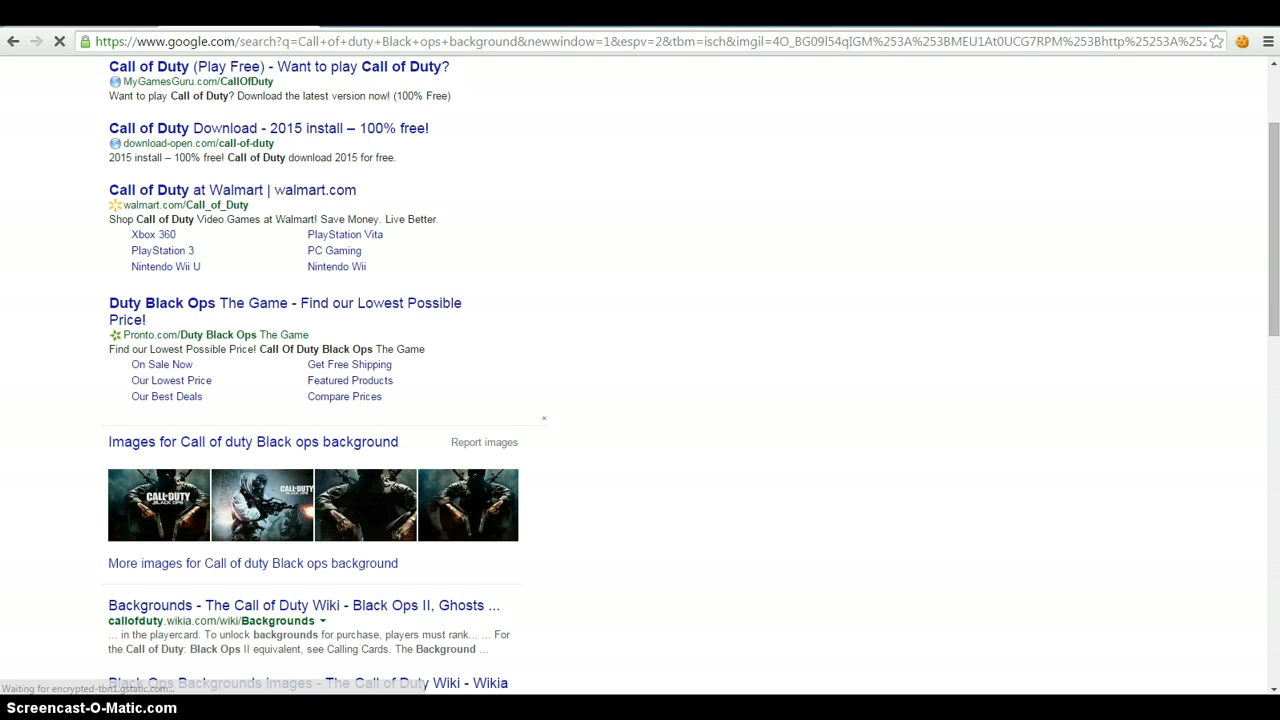 https://www.google.com/search?q=Call+of+duty+Black+ops+background&newwindow=1&espv=2&tbm=isch&imgil=4O_BG09l54qIGM%253A%253BMEU1At0UCG7RPM%253Bhttp%25253A%252
Call of Duty (Play Free) - Want to play Call of Duty?
MyGamesGuru.com/CallOfDuty
Want to play Call of Duty? Download the latest version now! (100% Free)
Call of Duty Download - 2015 install – 100% free!
download-open.com/call-of-duty
2015 install – 100% free! Call of Duty download 2015 for free.
Call of Duty at Walmart | walmart.com
walmart.com/Call_of_Duty
Shop Call of Duty Video Games at Walmart! Save Money. Live Better.
Xbox 360 PlayStation Vita
PlayStation 3 PC Gaming
Nintendo Wii U Nintendo Wii
Duty Black Ops The Game - Find our Lowest Possible
Price!
Pronto.com/Duty Black Ops The Game
Find our Lowest Possible Price! Call Of Duty Black Ops The Game
On Sale Now Get Free Shipping
Our Lowest Price Featured Products
Our Best Deals Compare Prices
Images for Call of duty Black ops background Report images
CALL OF DUTY
BLACK OPS
CALL OF DUTY
BLACK OPS
More images for Call of duty Black ops background
Backgrounds - The Call of Duty Wiki - Black Ops II, Ghosts ...
callofduty.wikia.com/wiki/Backgrounds
... in the playercard. To unlock backgrounds for purchase, players must rank... ... For
the Call of Duty: Black Ops II equivalent, see Calling Cards. The Background ...
Black Ops Backgrounds images - The Call of Duty Wiki - Wikia
Waiting for encrypted-tbn1.gstatic.com...
Screencast-O-Matic.com